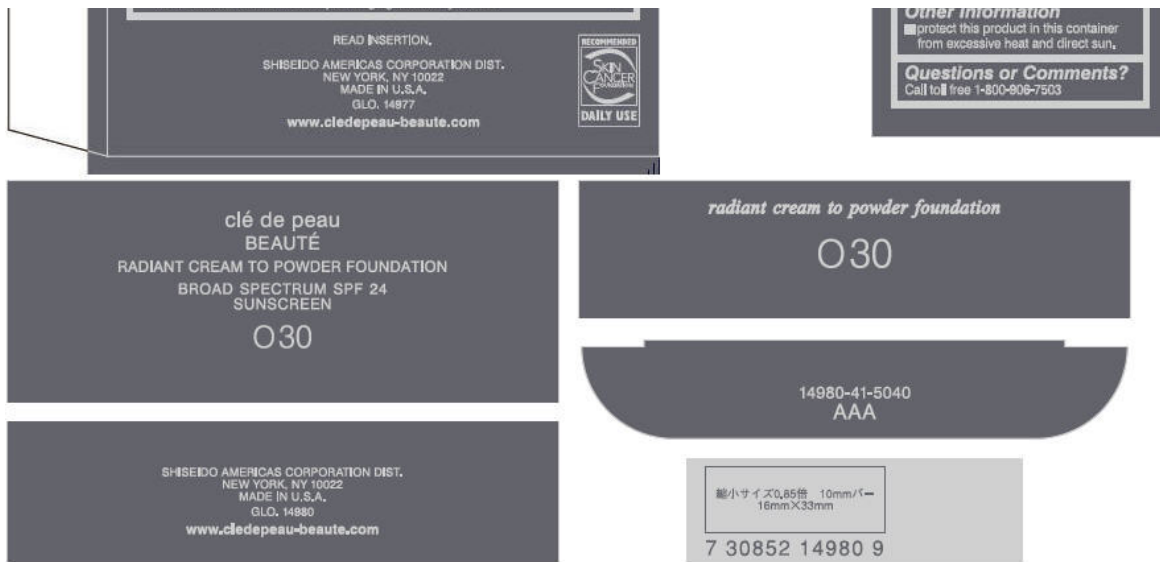 READ INSERTION.
SHISEIDO AMERICAS CORPORATION DIST.
NEW YORK, NY 10022
MADE IN U.S.A.
GLO. 14977
www.cledepeau-beaute.com
RECOMMENDED
SKIN
CANCER
FOUNDATION
DAILY USE
Other Information
protect this product in this container
from excessive heat and direct sun.
Questions or Comments?
Call toll free 1-800-906-7503
clé de peau
BEAUTÉ
RADIANT CREAM TO POWDER FOUNDATION
BROAD SPECTRUM SPF 24
SUNSCREEN
O30
radiant cream to powder foundation
O30
14980-41-5040
AAA
SHISEIDO AMERICAS CORPORATION DIST.
NEW YORK, NY 10022
MADE IN U.S.A.
GLO. 14980
www.cledepeau-beaute.com
縮小サイズ0.85倍 10mmバー
16mm×33mm
7 30852 14980 9